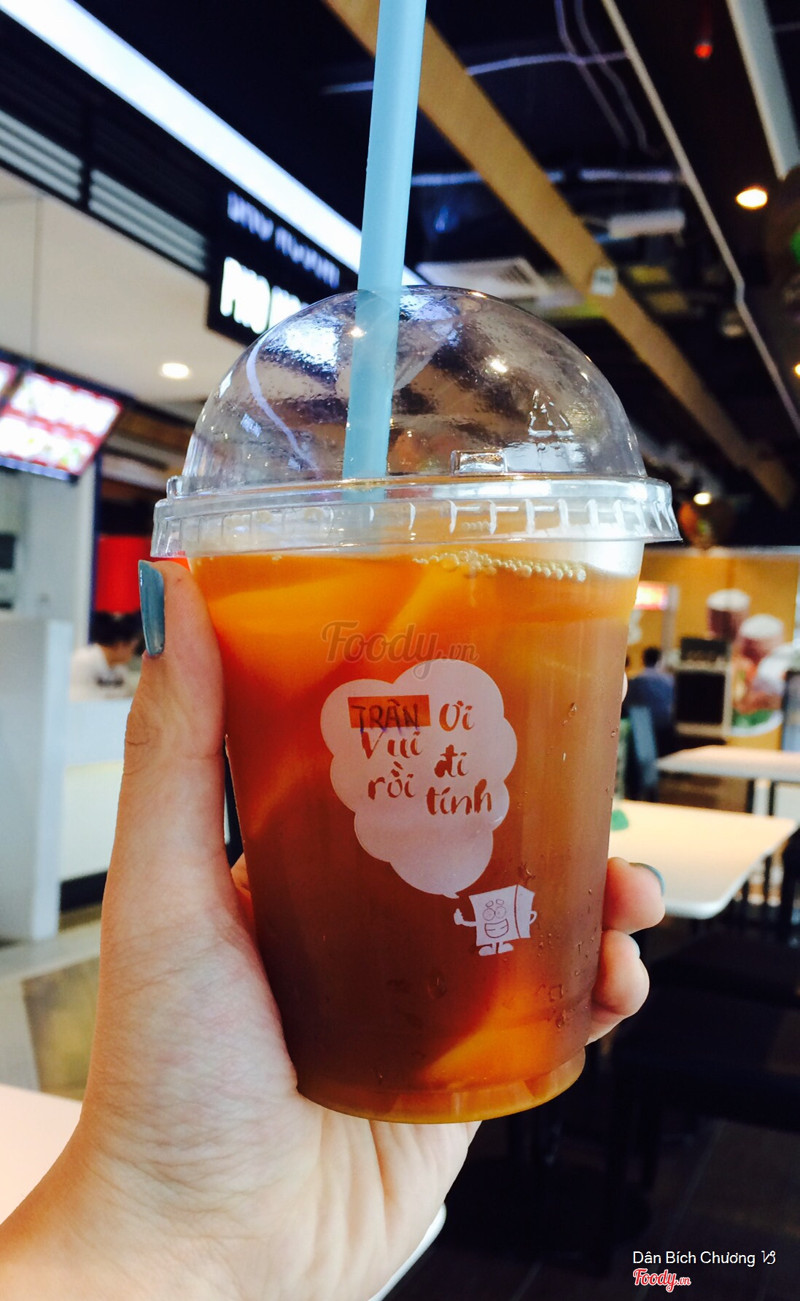 Foody.vn
TRÂN ơi
Vui đi
rồi tính
Dân Bích Chương
Foody.vn